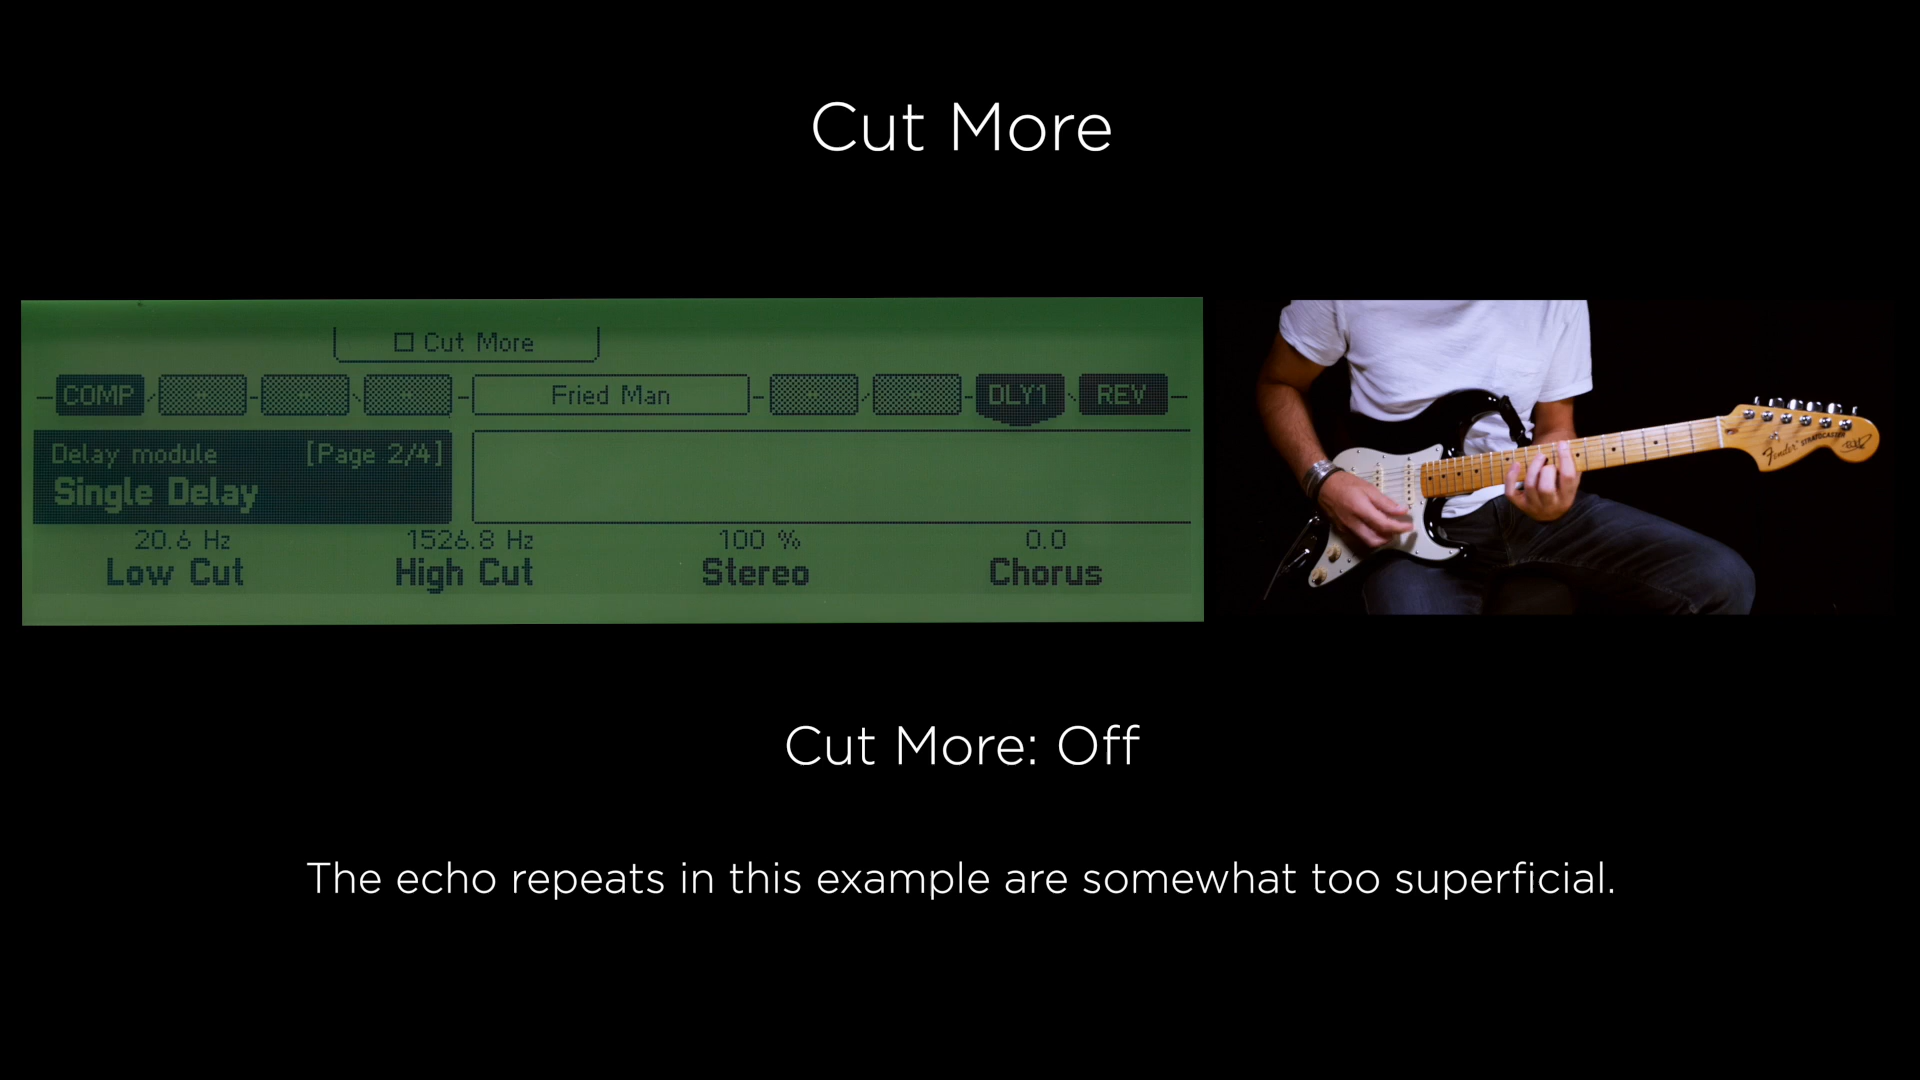 Cut More
Cut More
COMP
Fried Man
DLY1
REV
Delay module [Page 2/4]
Single Delay
20.6 Hz 1526.8 Hz 100 % 0.0
Low Cut High Cut Stereo Chorus
Fender STRATOCASTER
Cut More: Off
The echo repeats in this example are somewhat too superficial.